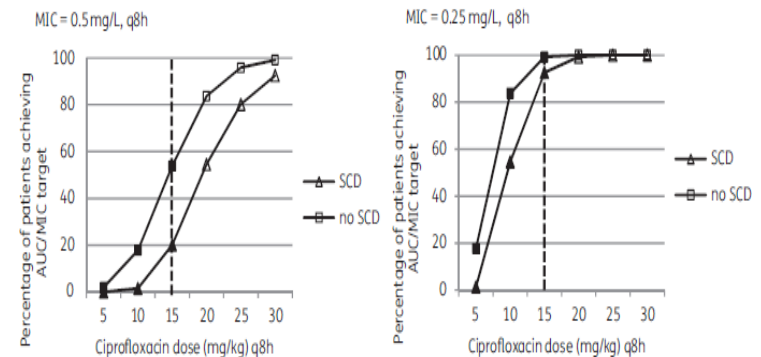 MIC = 0.5 mg/L, q8h
Percentage of patients achieving
AUC/MIC target
100
80
60
40
20
0
5 10 15 20 25 30
Ciprofloxacin dose (mg/kg) q8h
SCD
no SCD
MIC = 0.25 mg/L, q8h
Percentage of patients achieving
AUC/MIC target
100
80
60
40
20
0
5 10 15 20 25 30
Ciprofloxacin dose (mg/kg) q8h
SCD
no SCD